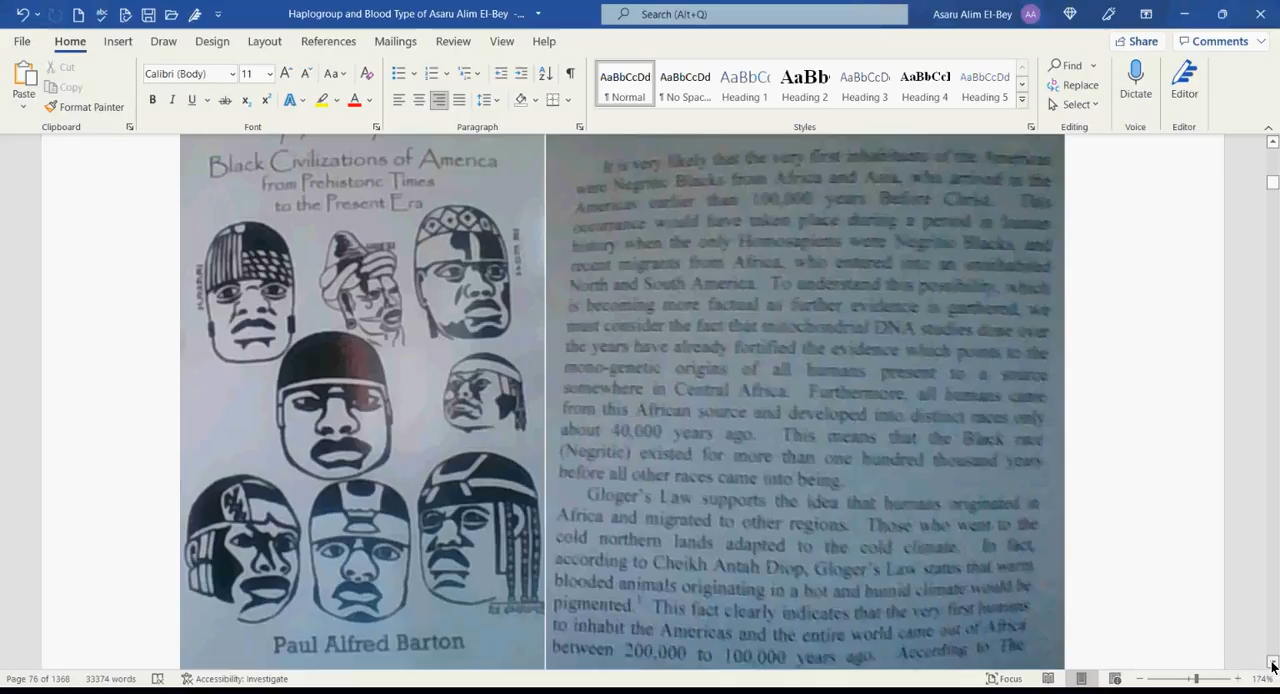 Haplogroup and Blood Type of Asaru Alim El-Bey -...
Search (Alt+Q)
Asaru Alim El-Bey
AA
File Home Insert Draw Design Layout References Mailings Review View Help
Share
Comments
Paste
Cut
Copy
Format Painter
Clipboard
Calibri (Body)
11
Font
Paragraph
AaBbCcDd AaBbCcDd AaBbCc AaBb AaBbCcDd AaBbCcI AaBbCcDd
¶ Normal ¶ No Spac... Heading 1 Heading 2 Heading 3 Heading 4 Heading 5
Styles
Find
Replace
Select
Editing
Dictate
Voice
Editor
Editor
Black Civilizations of America
from Prehistoric Times
to the Present Era
Paul Alfred Barton
It is very likely that the very first inhabitants of the Americas
were Negritic Blacks from Africa and Asia, who arrived in the
Americas earlier than 100,000 years Before Christ. This
occurrence would have taken place during a period in human
history when the only Homosapiens were Negritic Blacks, and
recent migrants from Africa, who entered into an uninhabited
North and South America. To understand this possibility, which
is becoming more factual as further evidence is gathered, we
must consider the fact that mitochondrial DNA studies done over
the years have already fortified the evidence which points to the
mono-genetic origins of all humans present to a source
somewhere in Central Africa. Furthermore, all humans came
from this African source and developed into distinct races only
about 40,000 years ago. This means that the Black race
(Negritic) existed for more than one hundred thousand years
before all other races came into being.
Gloger's Law supports the idea that humans originated in
Africa and migrated to other regions. Those who went to the
cold northern lands adapted to the cold climate. In fact,
according to Cheikh Antah Diop, Gloger's Law states that warm
blooded animals originating in a hot and humid climate would be
pigmented.¹ This fact clearly indicates that the very first humans
to inhabit the Americas and the entire world came out of Africa
between 200,000 to 100,000 years ago. According to The
Page 76 of 1368
33374 words
Accessibility: Investigate
Focus
174%